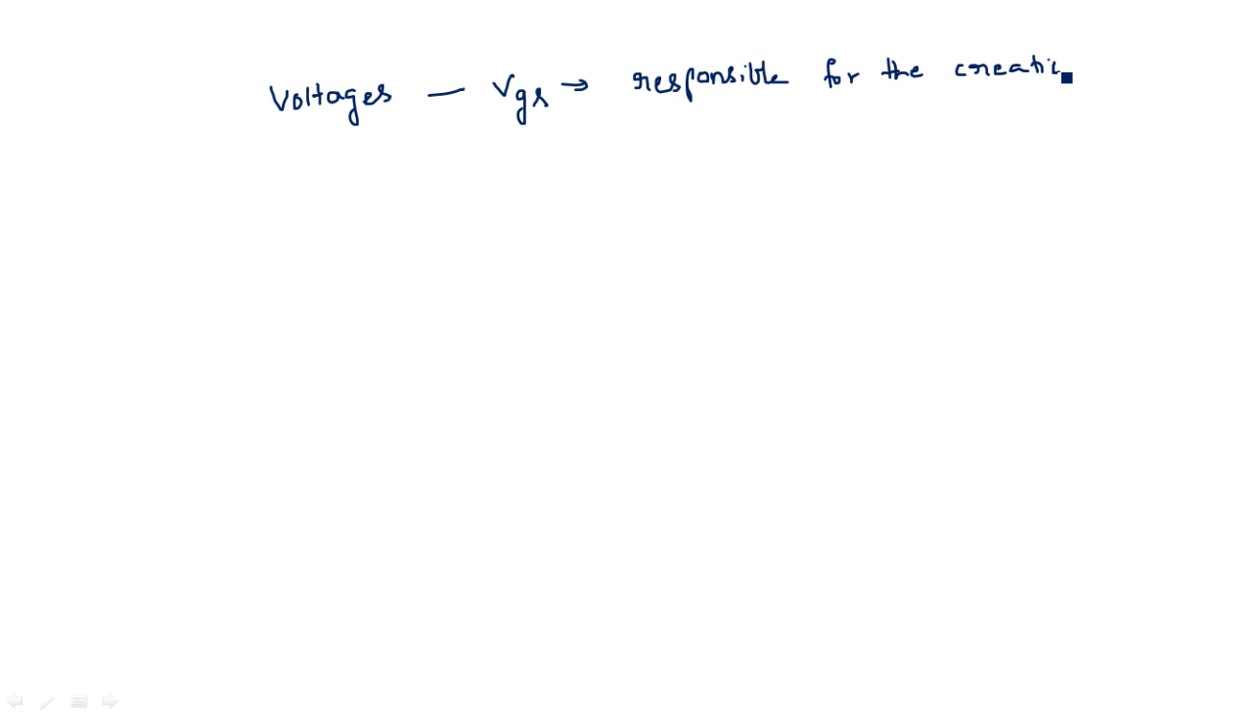 Voltages — Vgs → responsible for the creati